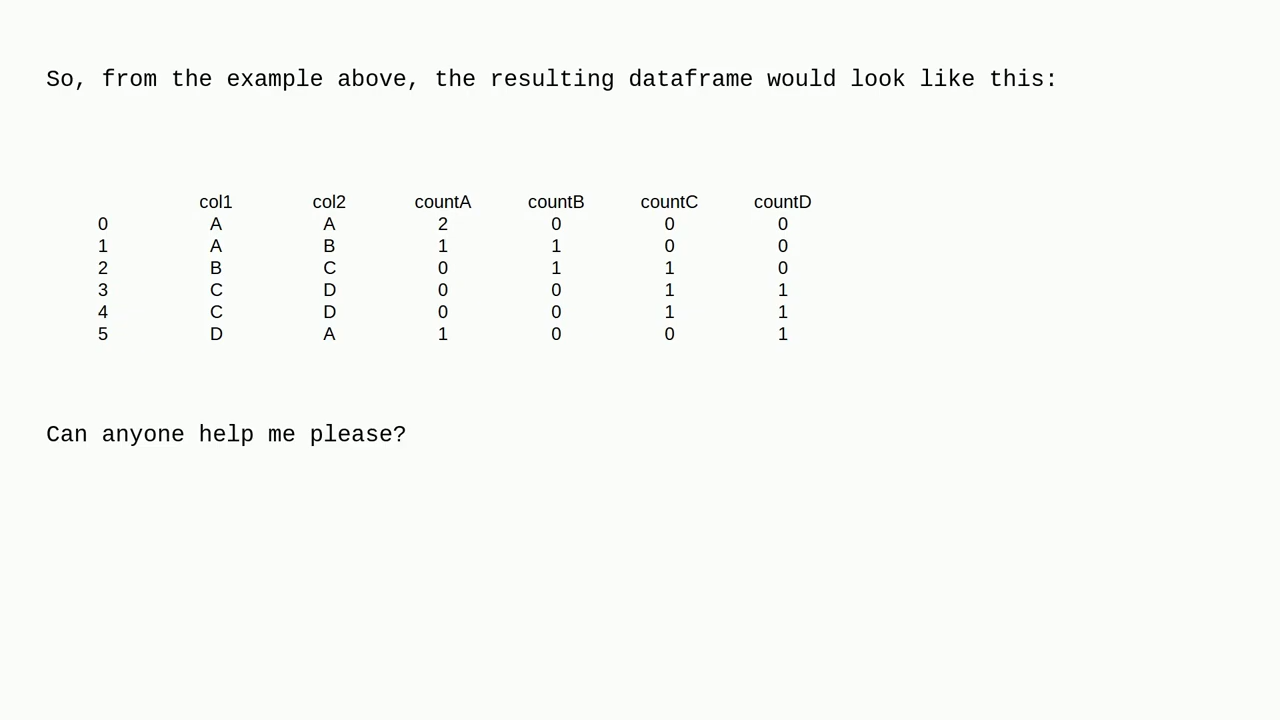 So, from the example above, the resulting dataframe would look like this:
col1 col2 countA countB countC countD
0 A A 2 0 0 0
1 A B 1 1 0 0
2 B C 0 1 1 0
3 C D 0 0 1 1
4 C D 0 0 1 1
5 D A 1 0 0 1
Can anyone help me please?